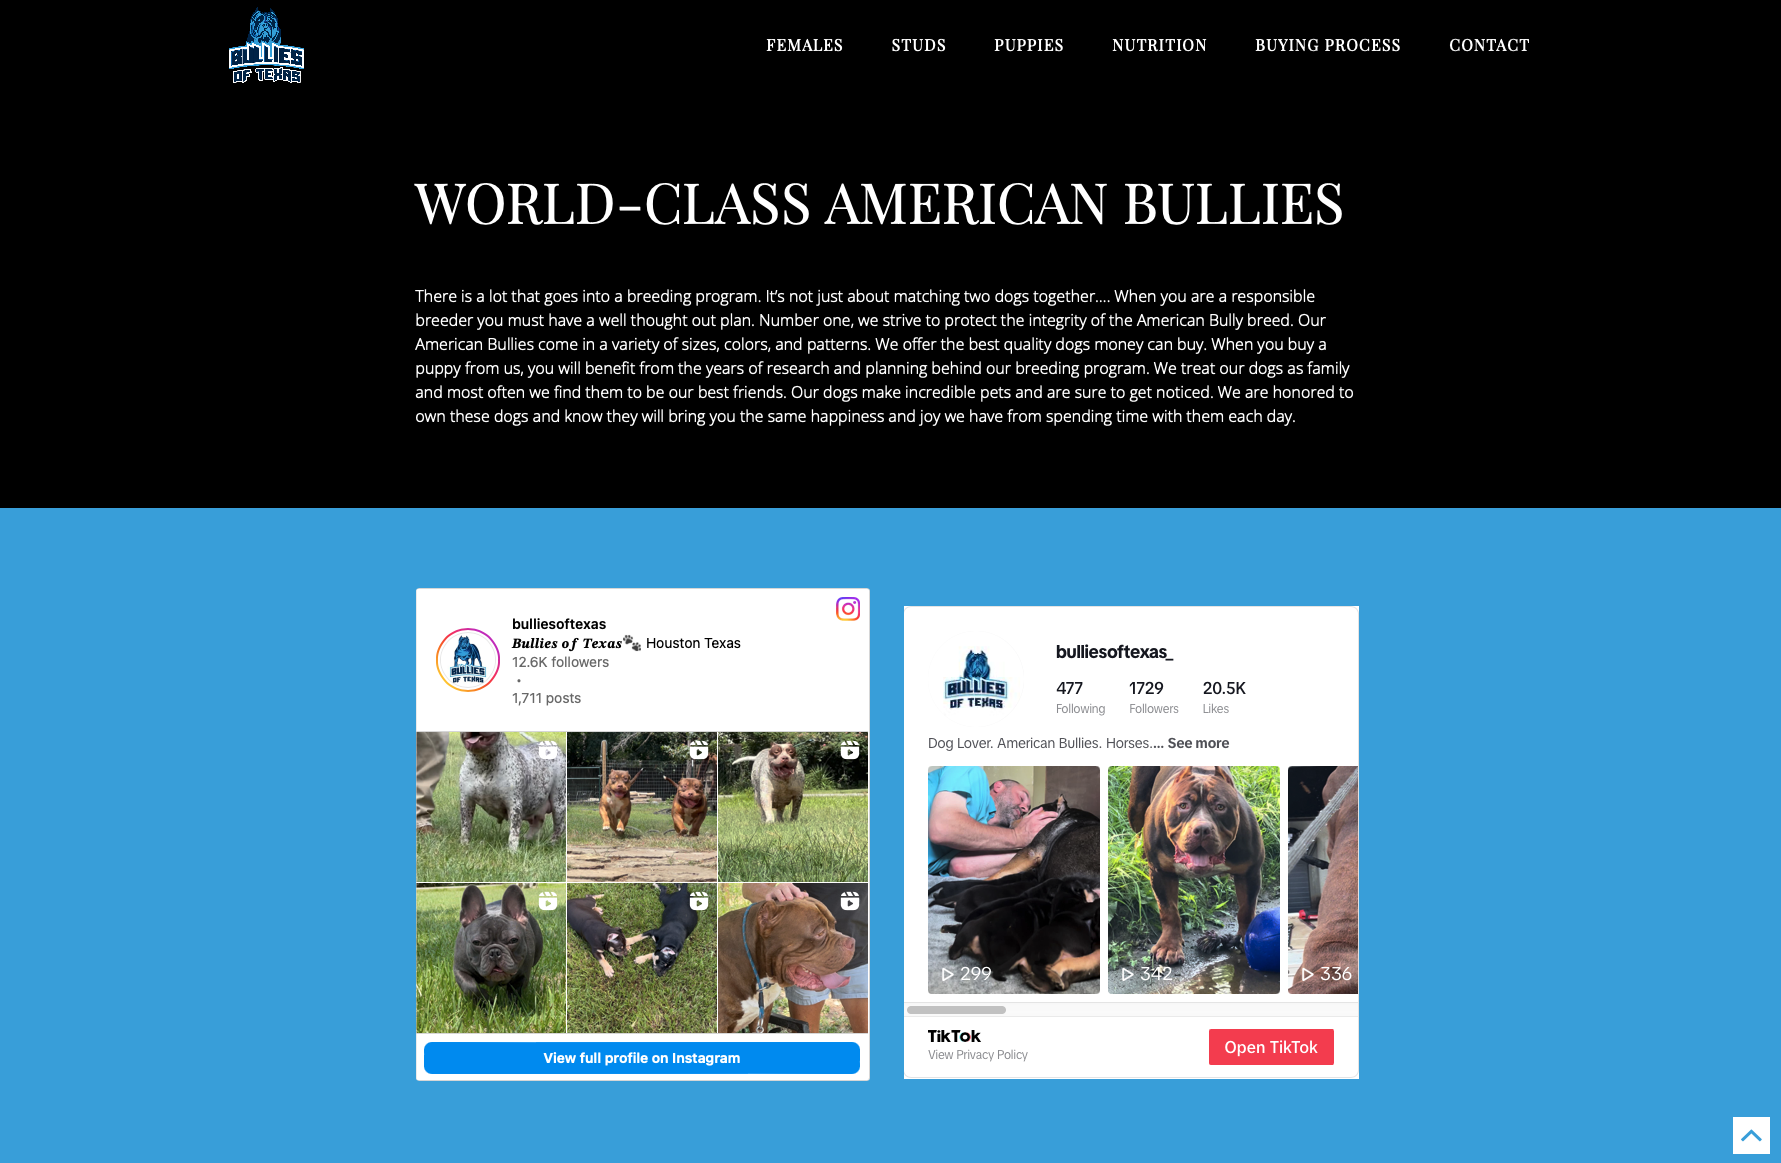 BULLIES
OF TEXAS
FEMALES
STUDS
PUPPIES
NUTRITION
BUYING PROCESS
CONTACT
WORLD-CLASS AMERICAN BULLIES
There is a lot that goes into a breeding program. It’s not just about matching two dogs together.... When you are a responsible
breeder you must have a well thought out plan. Number one, we strive to protect the integrity of the American Bully breed. Our
American Bullies come in a variety of sizes, colors, and patterns. We offer the best quality dogs money can buy. When you buy a
puppy from us, you will benefit from the years of research and planning behind our breeding program. We treat our dogs as family
and most often we find them to be our best friends. Our dogs make incredible pets and are sure to get noticed. We are honored to
own these dogs and know they will bring you the same happiness and joy we have from spending time with them each day.
BULLIES
OF TEXAS
bulliesoftexas
Bullies of Texas🐾 Houston Texas
12.6K followers
•
1,711 posts
View full profile on Instagram
BULLIES
OF TEXAS
bulliesoftexas_
477 1729 20.5K
Following Followers Likes
Dog Lover. American Bullies. Horses.... See more
299
342
336
TikTok
View Privacy Policy
Open TikTok